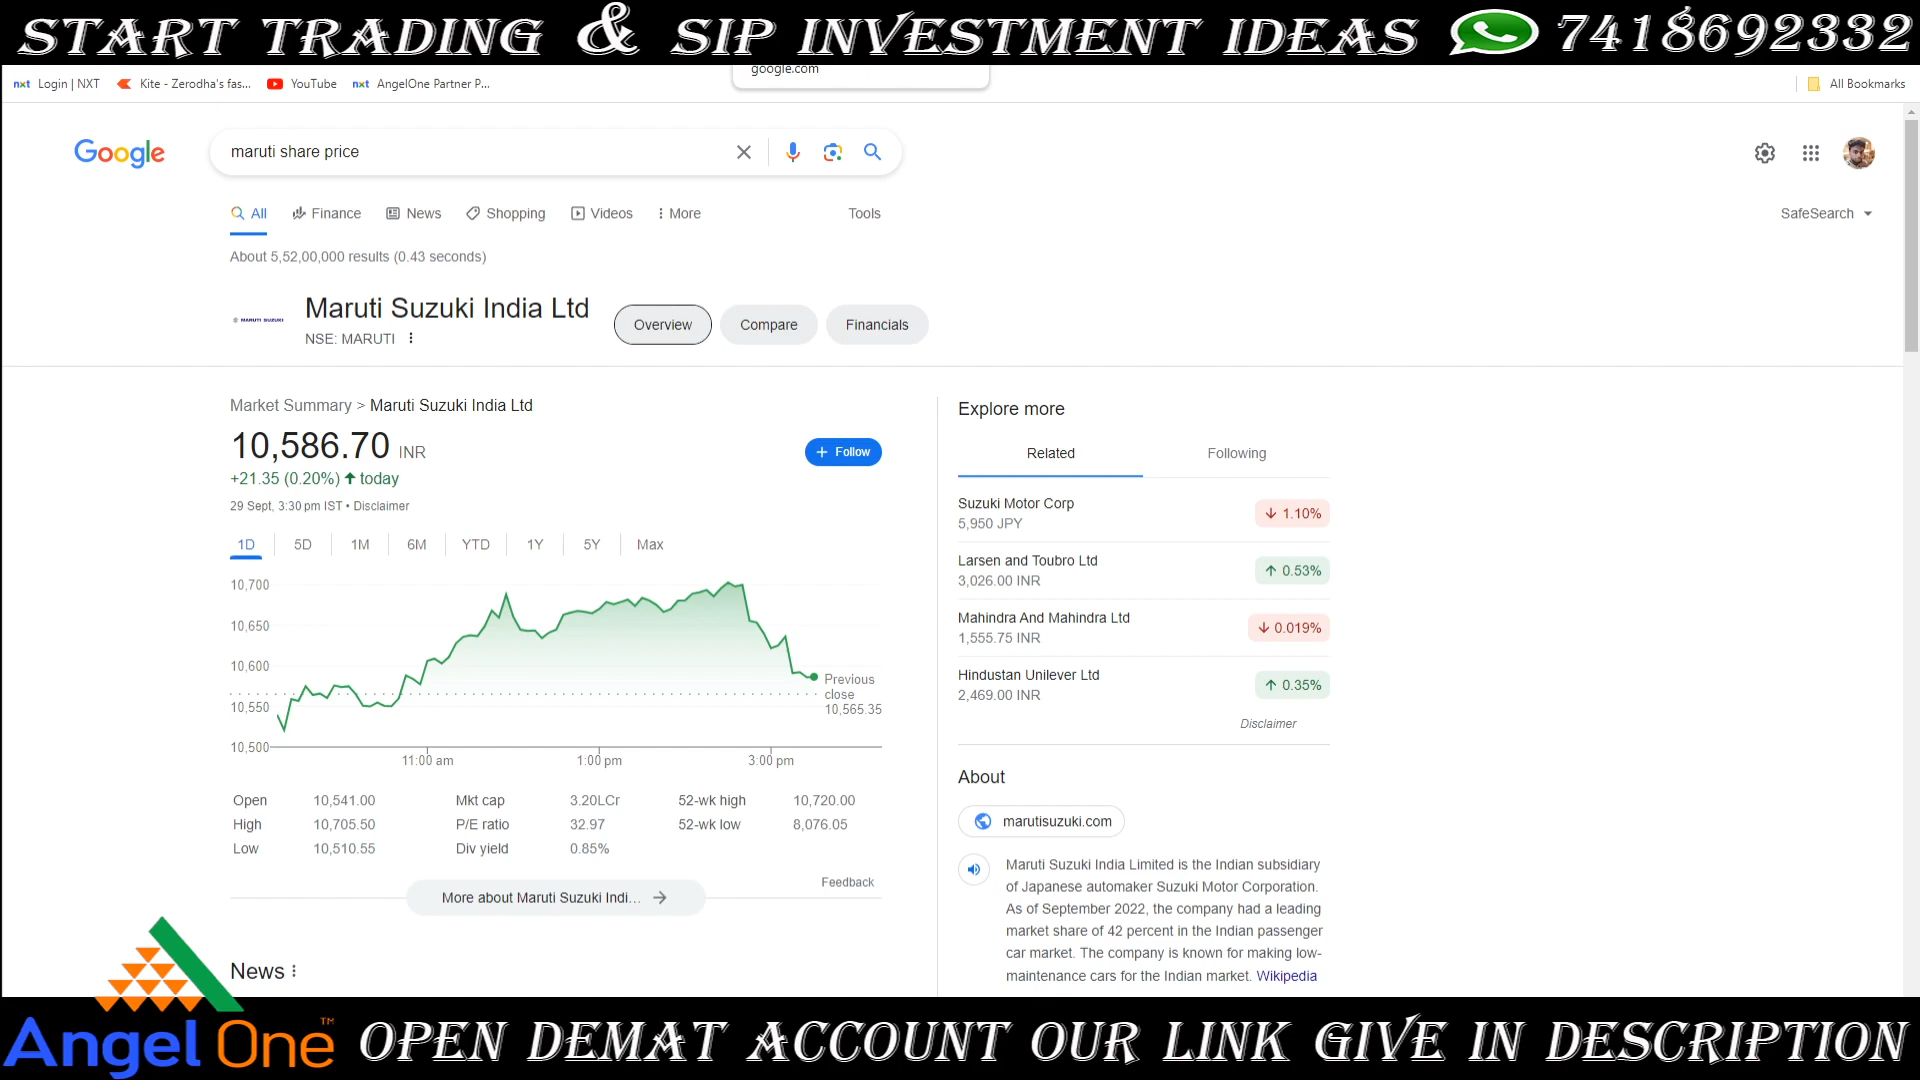 START TRADING & SIP INVESTMENT IDEAS 7418692332
google.com
nxt Login | NXT Kite - Zerodha's fas... YouTube nxt AngelOne Partner P... All Bookmarks
Google maruti share price
All Finance News Shopping Videos More Tools SafeSearch
About 5,52,00,000 results (0.43 seconds)
MARUTI SUZUKI
Maruti Suzuki India Ltd
NSE: MARUTI
Overview Compare Financials
Market Summary > Maruti Suzuki India Ltd
10,586.70 INR
+21.35 (0.20%) today
29 Sept, 3:30 pm IST • Disclaimer
+ Follow
1D 5D 1M 6M YTD 1Y 5Y Max
10,700
10,650
10,600
10,550
10,500
Previous
close
10,565.35
11:00 am 1:00 pm 3:00 pm
Open 10,541.00 Mkt cap 3.20LCr 52-wk high 10,720.00
High 10,705.50 P/E ratio 32.97 52-wk low 8,076.05
Low 10,510.55 Div yield 0.85%
Feedback
More about Maruti Suzuki Indi...
News
Explore more
Related Following
Suzuki Motor Corp
5,950 JPY
1.10%
Larsen and Toubro Ltd
3,026.00 INR
0.53%
Mahindra And Mahindra Ltd
1,555.75 INR
0.019%
Hindustan Unilever Ltd
2,469.00 INR
0.35%
Disclaimer
About
marutisuzuki.com
Maruti Suzuki India Limited is the Indian subsidiary
of Japanese automaker Suzuki Motor Corporation.
As of September 2022, the company had a leading
market share of 42 percent in the Indian passenger
car market. The company is known for making low-
maintenance cars for the Indian market. Wikipedia
Angel One™ OPEN DEMAT ACCOUNT OUR LINK GIVE IN DESCRIPTION